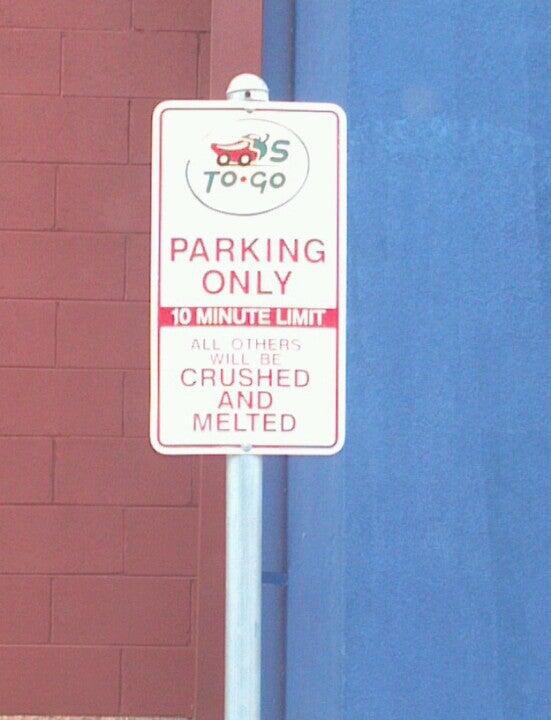 'S
TO·GO
PARKING
ONLY
10 MINUTE LIMIT
ALL OTHERS
WILL BE
CRUSHED
AND
MELTED